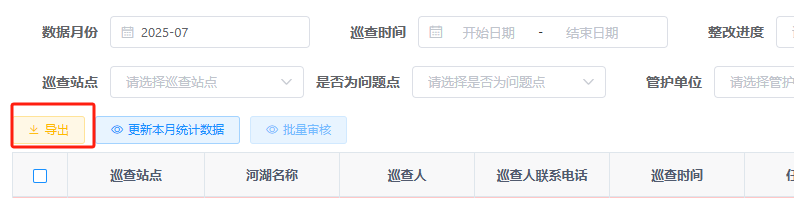 数据月份 2025-07 巡查时间 开始日期 - 结束日期 整改进度
巡查站点 请选择巡查站点 是否为问题点 请选择是否为问题点 管护单位 请选择管护
导出 更新本月统计数据 批量审核
巡查站点 河湖名称 巡查人 巡查人联系电话 巡查时间